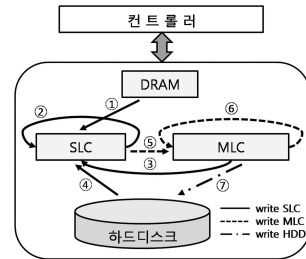 컨트롤러
DRAM
①
②
⑥
SLC
⑤
MLC
③
④
⑦
하드디스크
write SLC
write MLC
write HDD